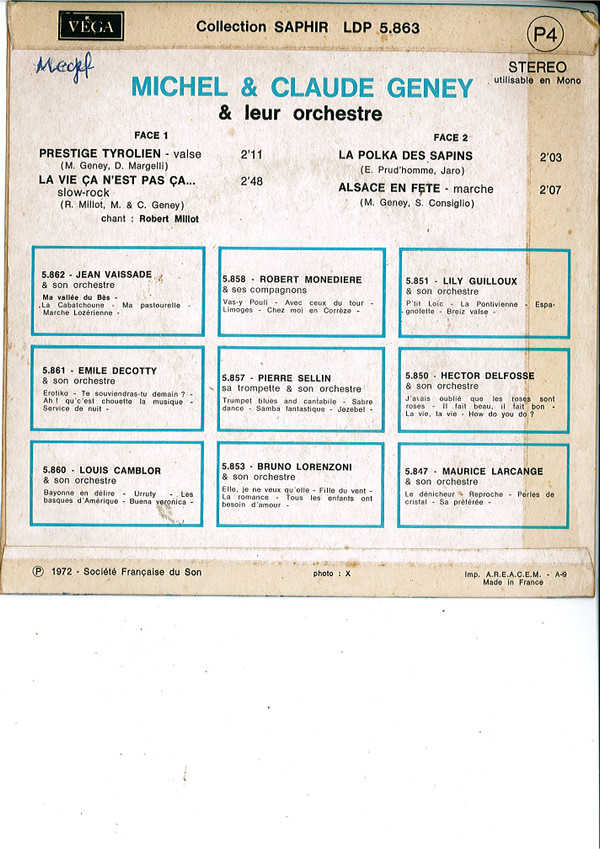 VÉGA
Collection SAPHIR LDP 5.863
P4
STEREO
utilisable en Mono
MICHEL & CLAUDE GENEY
& leur orchestre
FACE 1
PRESTIGE TYROLIEN - valse 2'11
(M. Geney, D. Margelli)
LA VIE ÇA N'EST PAS ÇA... 2'48
slow-rock
(R. Millot, M. & C. Geney)
chant : Robert Millot
FACE 2
LA POLKA DES SAPINS 2'03
(E. Prud'homme, Jaro)
ALSACE EN FETE - marche 2'07
(M. Geney, S. Consiglio)
5.862 - JEAN VAISSADE
& son orchestre
Ma vallée du Bès -
La Cabatchoune - Ma pastourelle -
Marche Lozérienne -
5.858 - ROBERT MONEDIERE
& ses compagnons
Vas-y Pouli - Avec ceux du tour -
Limoges - Chez moi en Corrèze -
5.851 - LILY GUILLOUX
& son orchestre
P'tit Loïc - La Pontivienne - Espa-
gnolette - Breiz valse -
5.861 - EMILE DECOTTY
& son orchestre
Erotiko - Te souviendras-tu demain ? -
Ah ! qu'c'est chouette la musique -
Service de nuit -
5.857 - PIERRE SELLIN
sa trompette & son orchestre
Trumpet blues and cantabile - Sabre
dance - Samba fantastique - Jezebel -
5.850 - HECTOR DELFOSSE
& son orchestre
J'avais oublié que les roses sont
roses - Il fait beau, il fait bon -
La vie, la vie - How do you do ?
5.860 - LOUIS CAMBLOR
& son orchestre
Bayonne en délire - Urruty - Les
basques d'Amérique - Buena veronica -
5.853 - BRUNO LORENZONI
& son orchestre
Elle, je ne veux qu'elle - Fille du vent -
La romance - Tous les enfants ont
besoin d'amour -
5.847 - MAURICE LARCANGE
& son orchestre
Le dénicheur - Reproche - Perles de
cristal - Sa préférée -
Ⓟ 1972 - Société Française du Son
photo : X
Imp. A.R.E.A.C.E.M. - A-9
Made in France